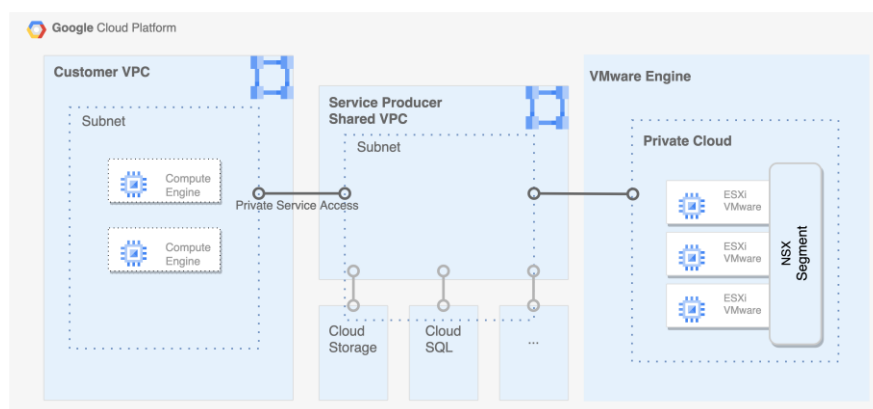 Google Cloud Platform
Customer VPC
Subnet
Compute
Engine
Compute
Engine
Private Service Access
Service Producer
Shared VPC
Subnet
Cloud
Storage
Cloud
SQL
...
VMware Engine
Private Cloud
ESXi
VMware
ESXi
VMware
ESXi
VMware
NSX
Segment